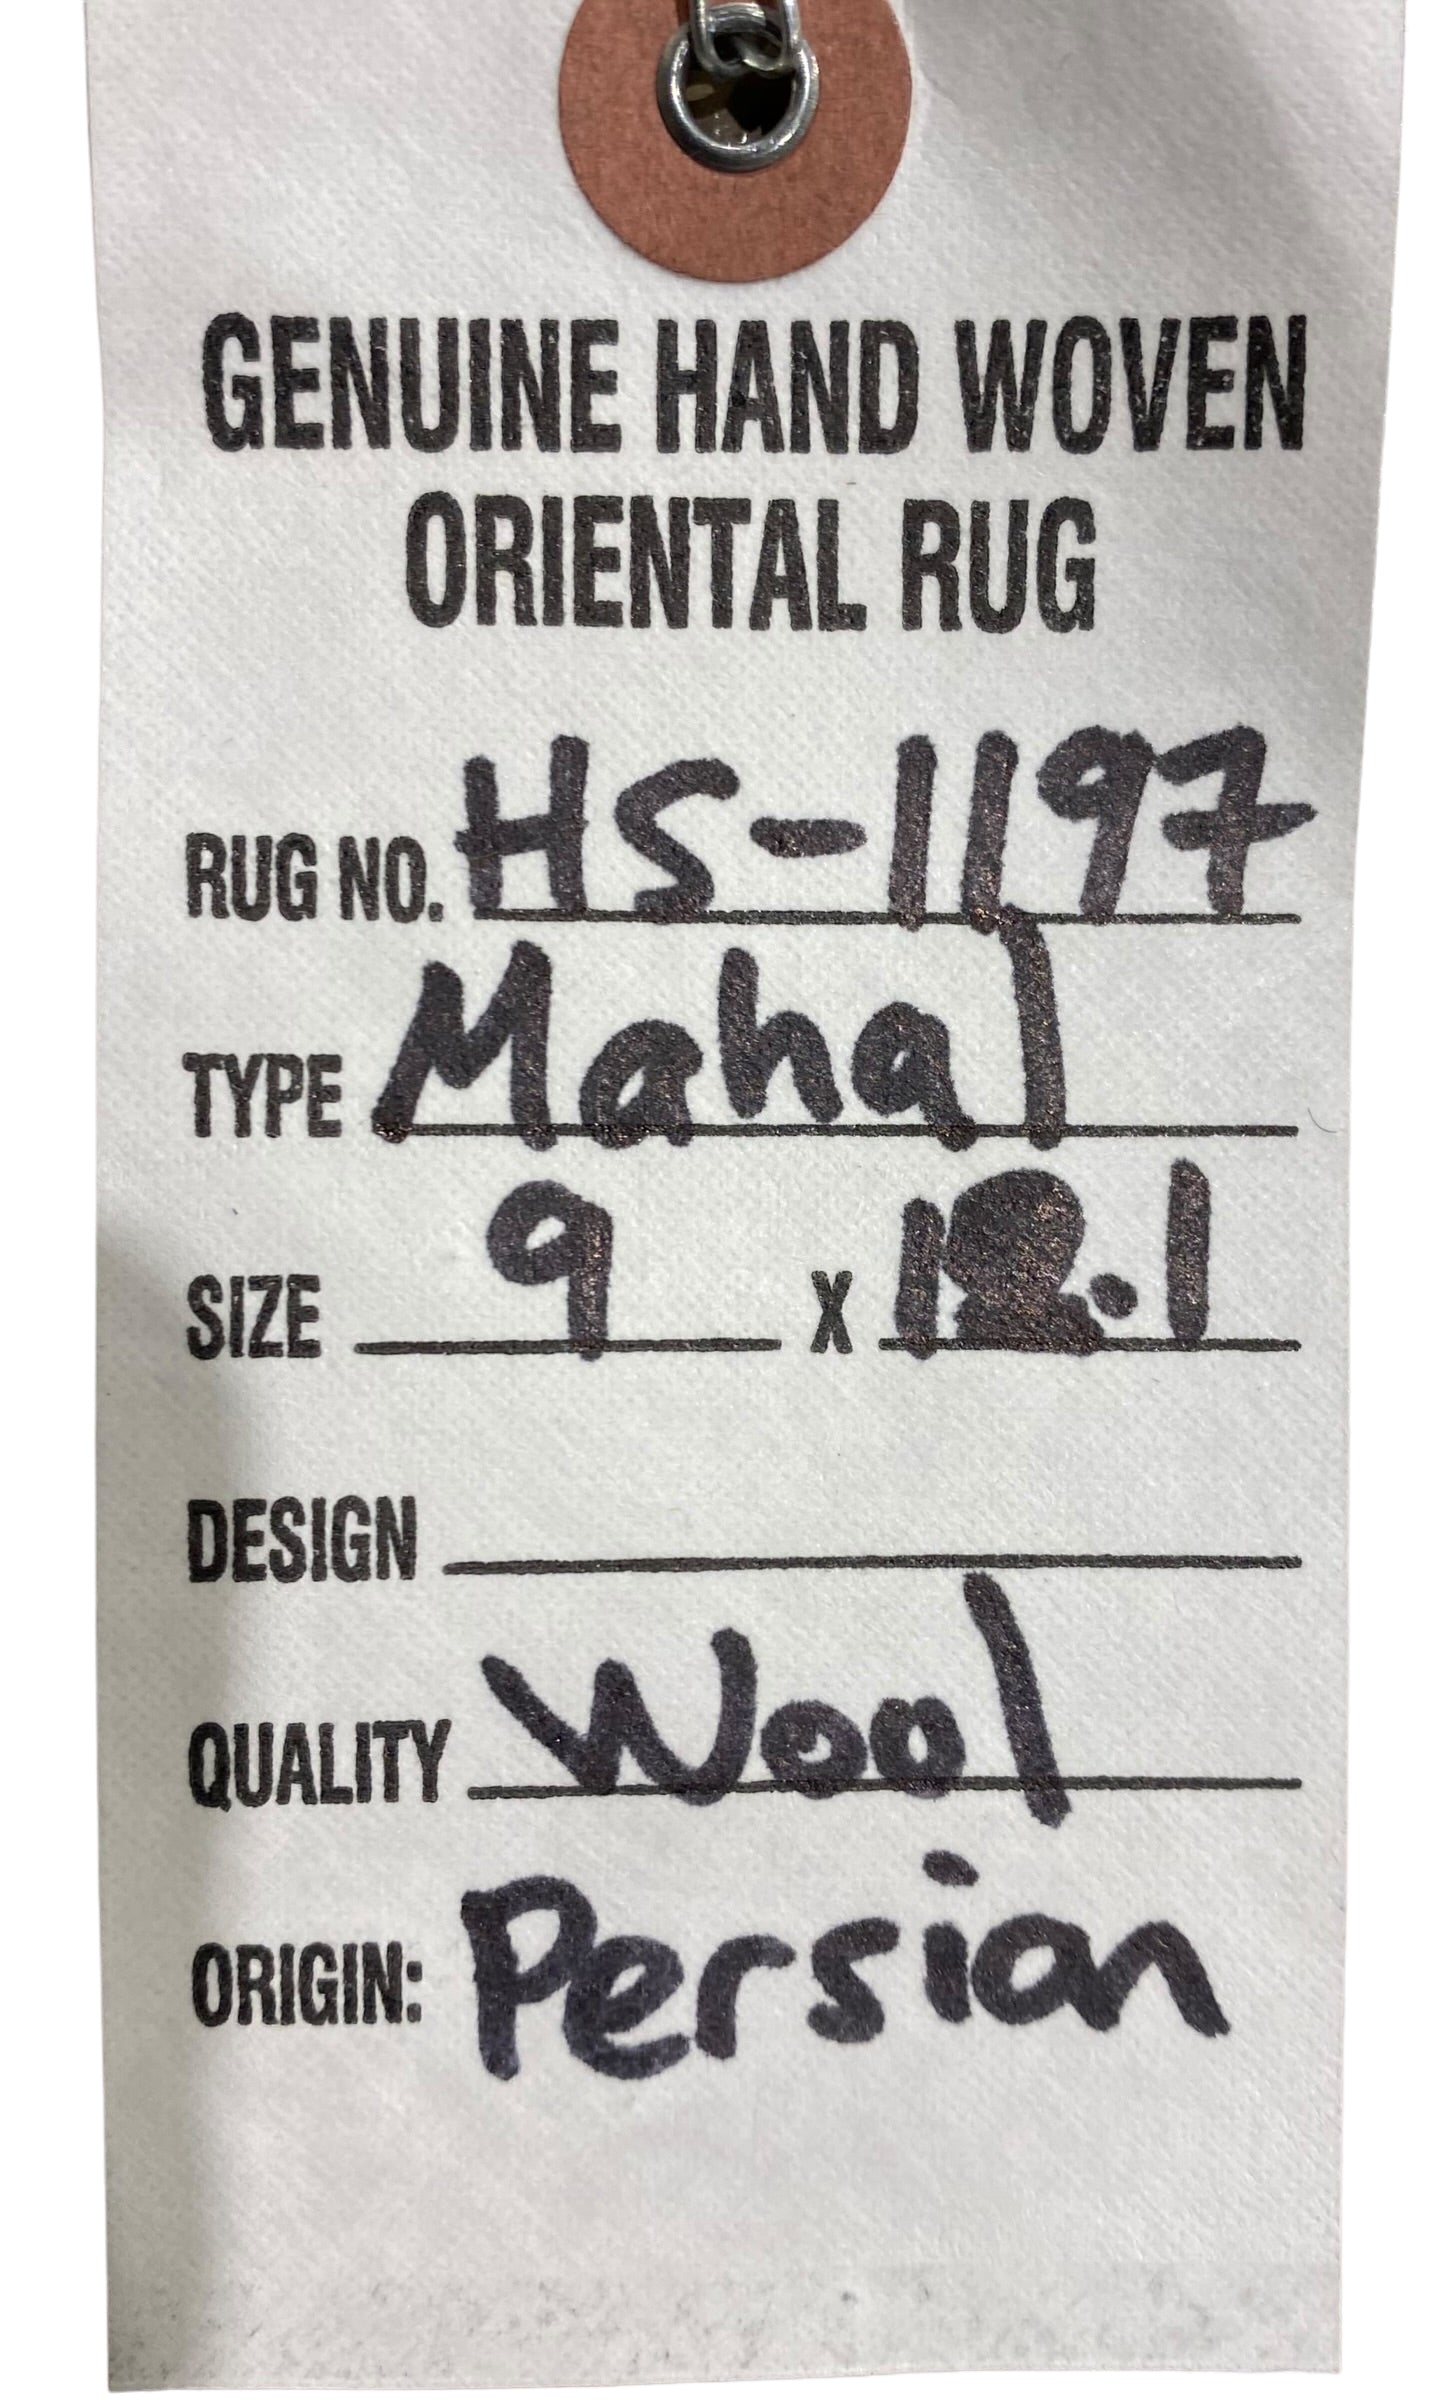 GENUINE HAND WOVEN
ORIENTAL RUG
RUG NO. HS-1197
TYPE Mahal
SIZE 9 X 12.1
DESIGN
QUALITY Wool
ORIGIN: Persian